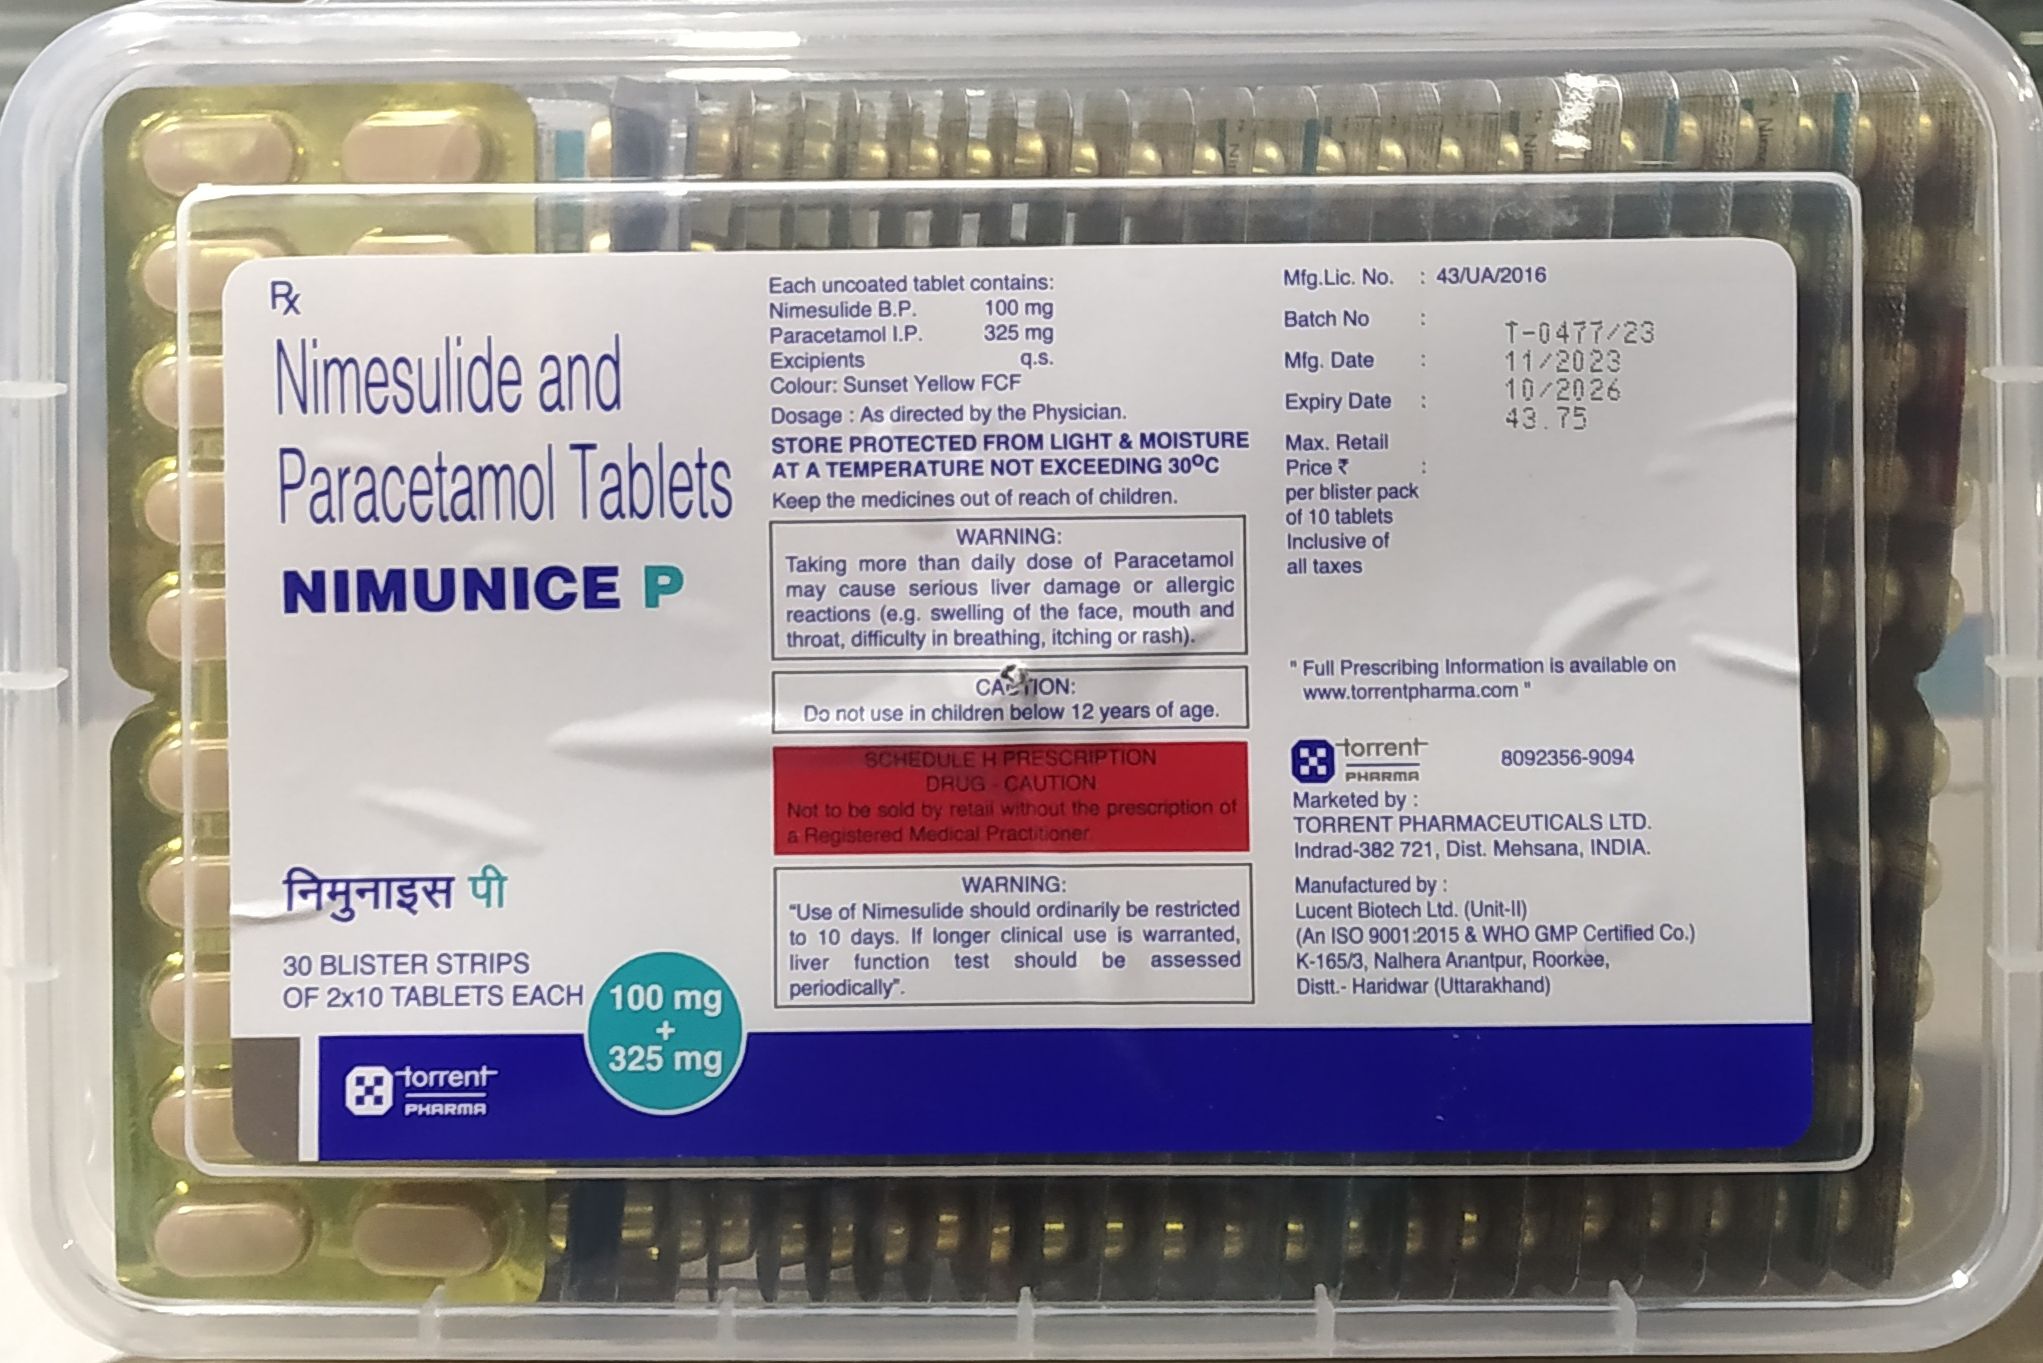 Rx
Nimesulide and
Paracetamol Tablets
NIMUNICE P
निमुनाइस पी
30 BLISTER STRIPS
OF 2x10 TABLETS EACH
100 mg
+
325 mg
torrent
PHARMA
Each uncoated tablet contains:
Nimesulide B.P. 100 mg
Paracetamol I.P. 325 mg
Excipients q.s.
Colour: Sunset Yellow FCF
Dosage : As directed by the Physician.
STORE PROTECTED FROM LIGHT & MOISTURE
AT A TEMPERATURE NOT EXCEEDING 30ºC
Keep the medicines out of reach of children.
WARNING:
Taking more than daily dose of Paracetamol
may cause serious liver damage or allergic
reactions (e.g. swelling of the face, mouth and
throat, difficulty in breathing, itching or rash).
CAUTION:
Do not use in children below 12 years of age.
SCHEDULE H PRESCRIPTION
DRUG - CAUTION
Not to be sold by retail without the prescription of
a Registered Medical Practitioner.
WARNING:
"Use of Nimesulide should ordinarily be restricted
to 10 days. If longer clinical use is warranted,
liver function test should be assessed
periodically".
Mfg.Lic. No. : 43/UA/2016
Batch No : T-0477/23
Mfg. Date : 11/2023
Expiry Date : 10/2026
43.75
Max. Retail
Price ₹ :
per blister pack
of 10 tablets
Inclusive of
all taxes
" Full Prescribing Information is available on
www.torrentpharma.com "
torrent
PHARMA
8092356-9094
Marketed by :
TORRENT PHARMACEUTICALS LTD.
Indrad-382 721, Dist. Mehsana, INDIA.
Manufactured by :
Lucent Biotech Ltd. (Unit-II)
(An ISO 9001:2015 & WHO GMP Certified Co.)
K-165/3, Nalhera Anantpur, Roorkee,
Distt.- Haridwar (Uttarakhand)